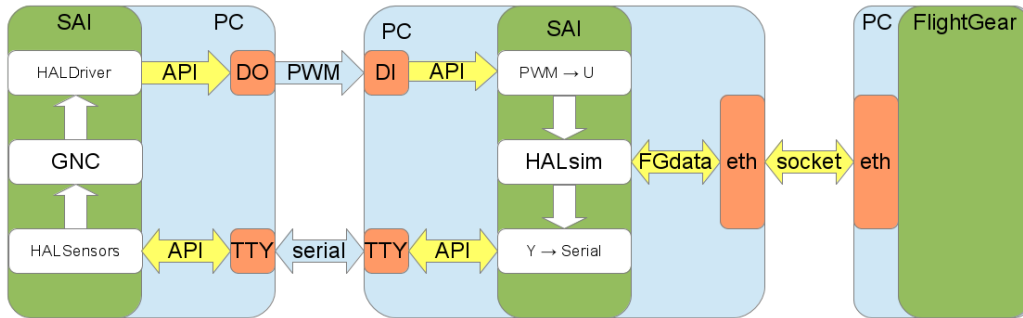 SAI
PC
PC
SAI
PC
FlightGear
HALDriver
API
DO
PWM
DI
API
PWM → U
GNC
HALsim
FGdata
eth
socket
eth
HALSensors
API
TTY
serial
TTY
API
Y → Serial